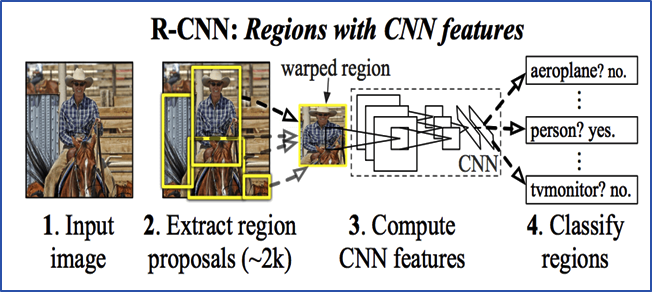 R-CNN: Regions with CNN features
warped region
aeroplane? no.
person? yes.
tvmonitor? no.
CNN
1. Input
image
2. Extract region
proposals (~2k)
3. Compute
CNN features
4. Classify
regions